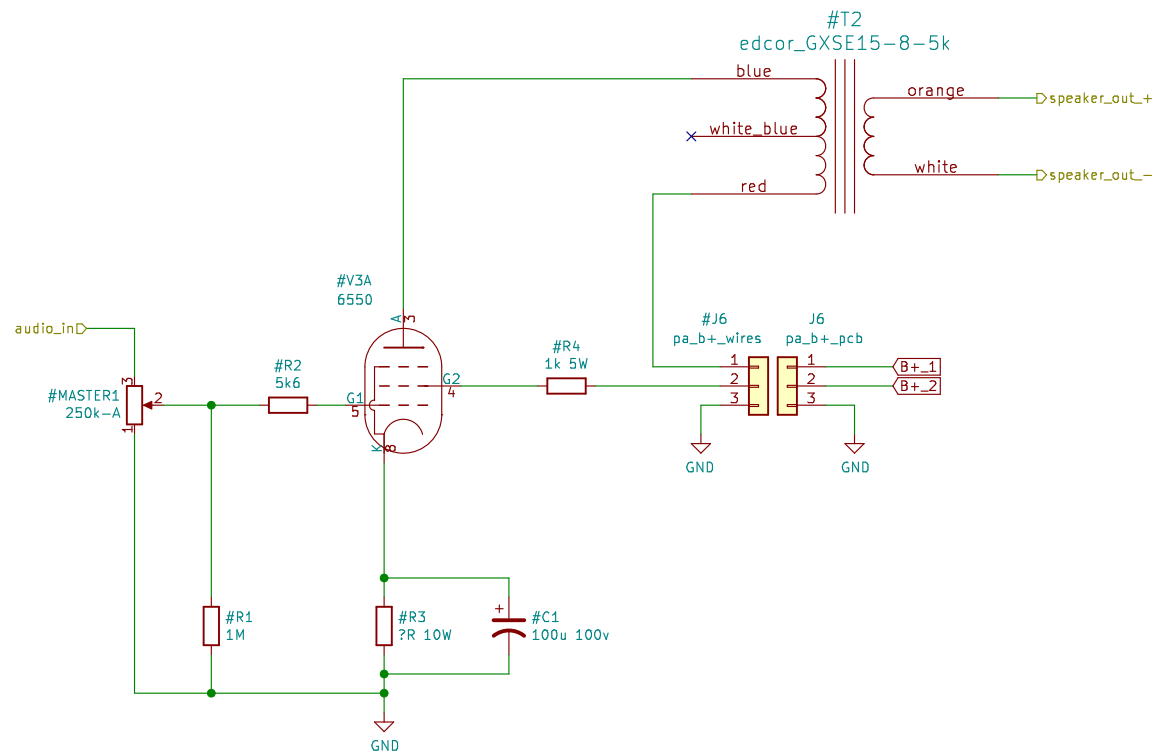 #T2
edcor_GXSE15-8-5k
blue
orange
speaker_out_+
white_blue
white
speaker_out_-
red
#V3A
6550
A
3
audio_in
#J6
pa_b+_wires
J6
pa_b+_pcb
#R4
1k 5W
1
1
B+_1
#R2
5k6
3
#MASTER1
250k-A
2
1
G1
5
G2
4
2
2
B+_2
3
3
K
8
GND
GND
#R1
1M
#R3
?R 10W
+
#C1
100u 100v
GND